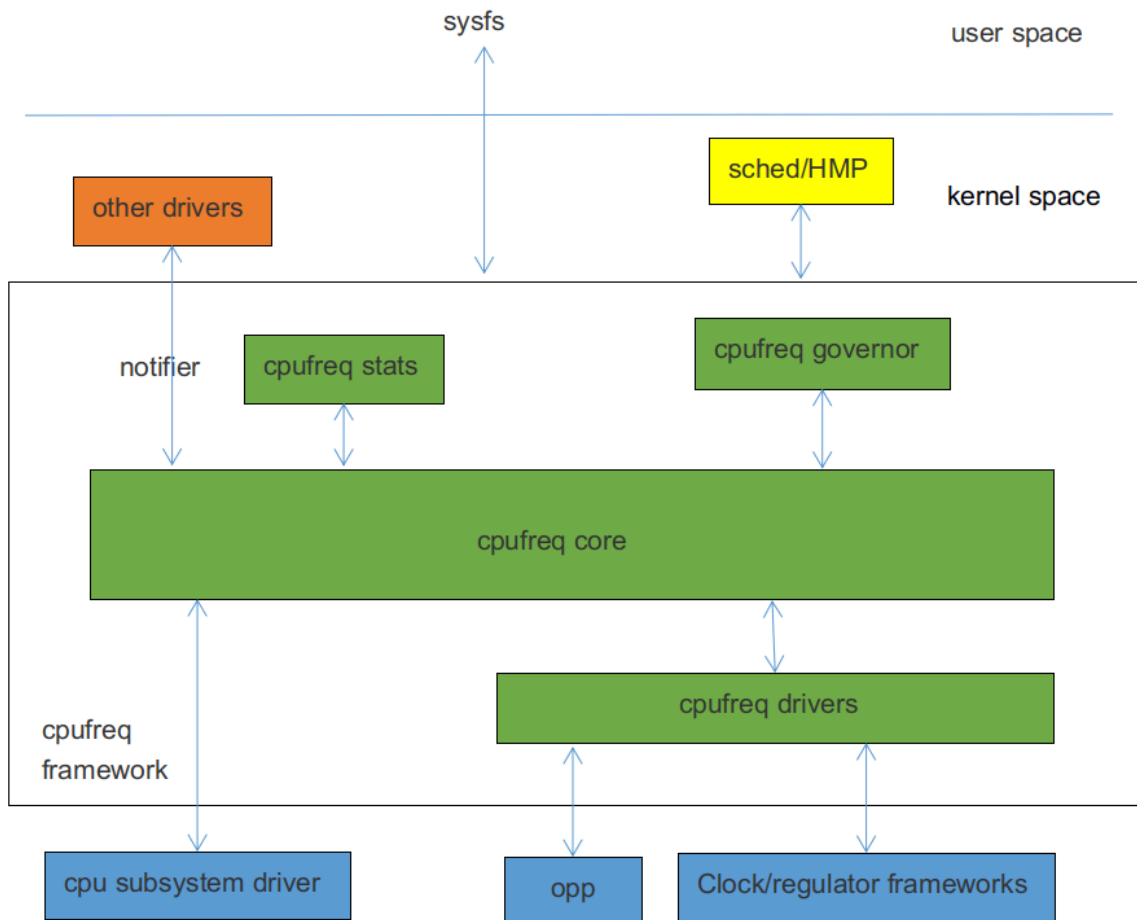 sysfs
user space
sched/HMP
other drivers
kernel space
notifier
cpufreq stats
cpufreq governor
cpufreq core
cpufreq drivers
cpufreq
framework
cpu subsystem driver
opp
Clock/regulator frameworks